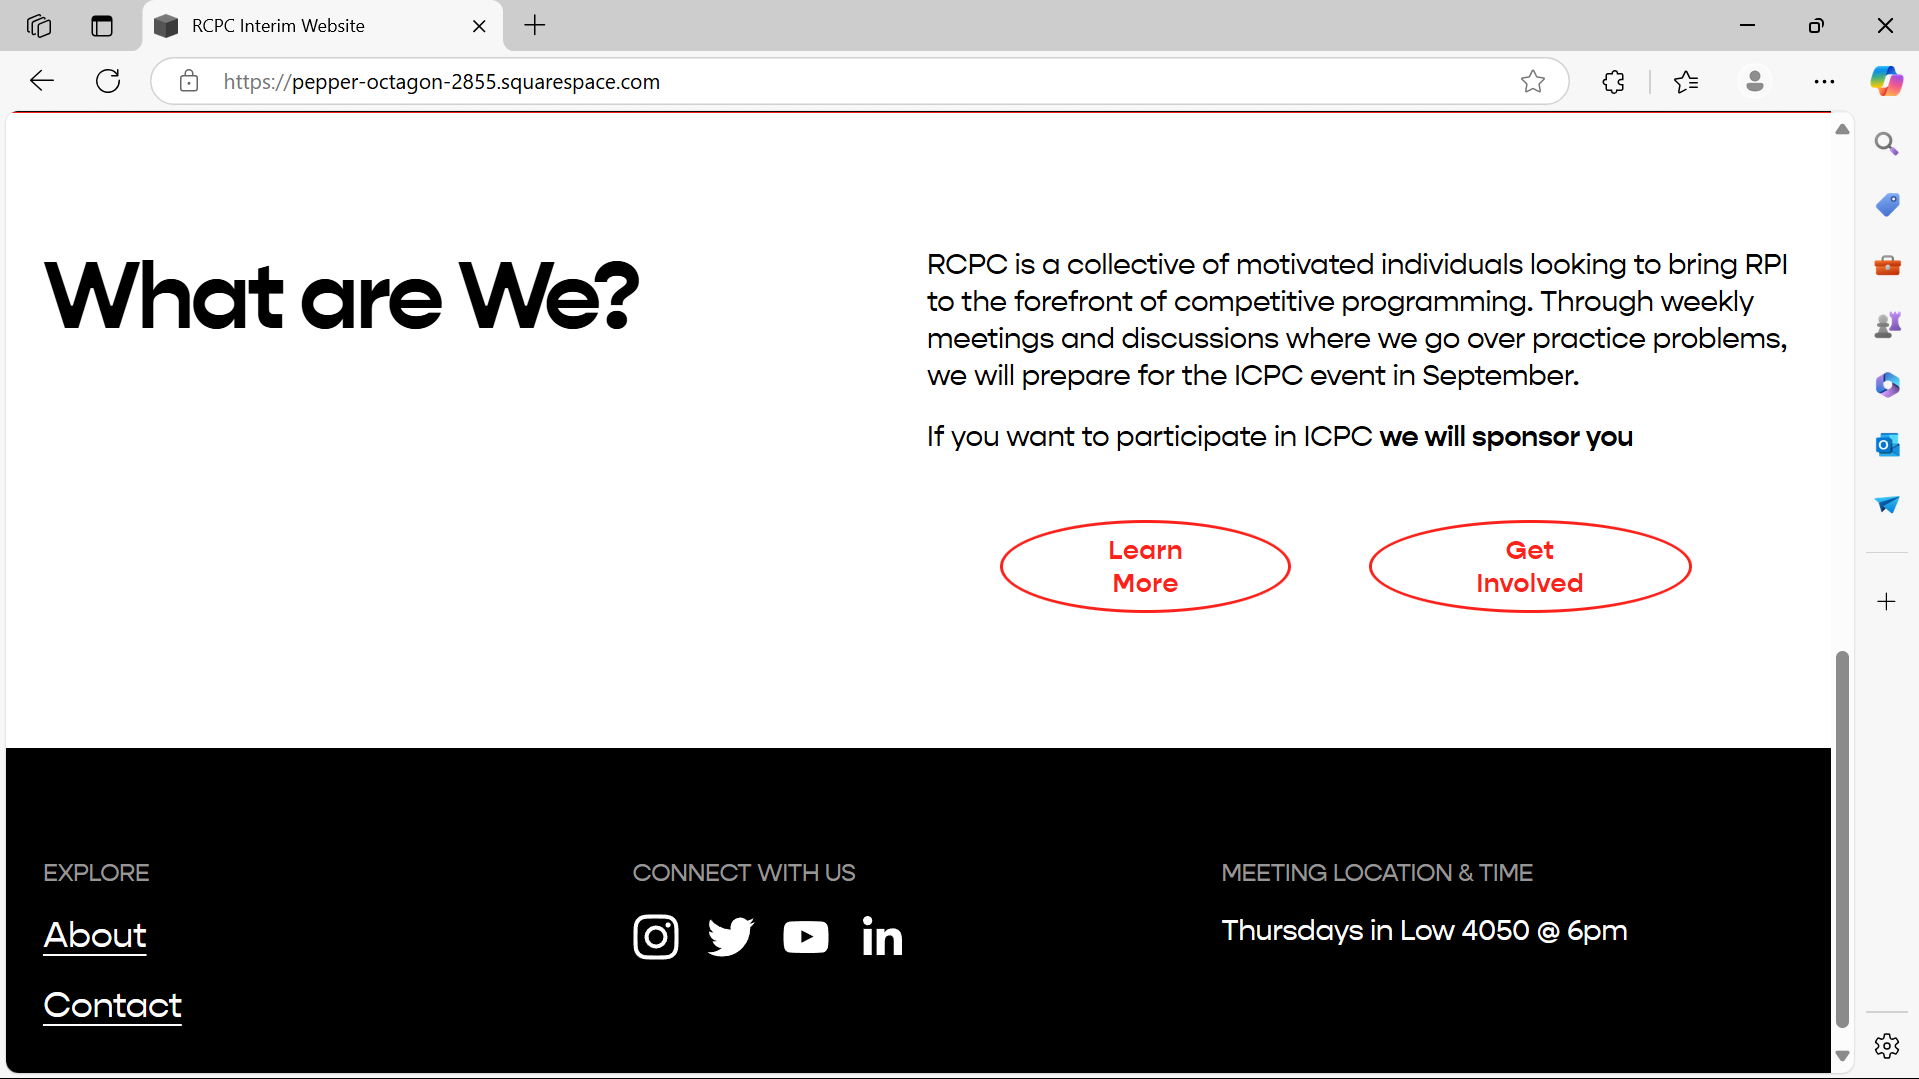 RCPC Interim Website
https://pepper-octagon-2855.squarespace.com
What are We?
RCPC is a collective of motivated individuals looking to bring RPI
to the forefront of competitive programming. Through weekly
meetings and discussions where we go over practice problems,
we will prepare for the ICPC event in September.
If you want to participate in ICPC we will sponsor you
Learn
More
Get
Involved
EXPLORE
About
Contact
CONNECT WITH US
MEETING LOCATION & TIME
Thursdays in Low 4050 @ 6pm